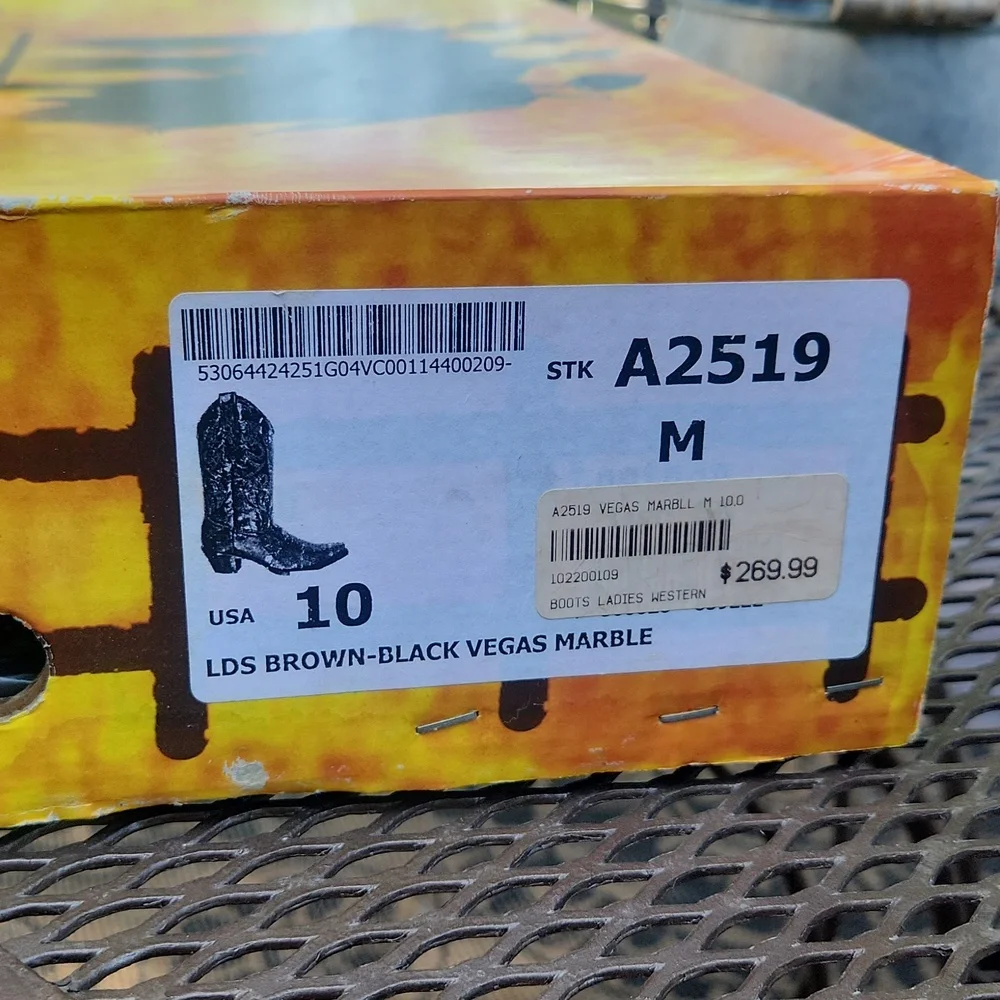 53064424251G04VC00114400209-
STK A2519
M
A2519 VEGAS MARBLL M 10.0
102200109
$269.99
BOOTS LADIES WESTERN
USA 10
LDS BROWN-BLACK VEGAS MARBLE